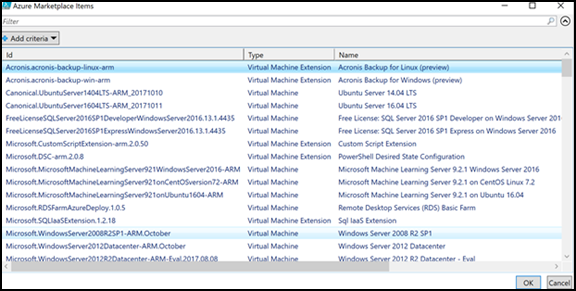 Azure Marketplace Items
Filter
Add criteria
Id Type Name
Acronis.acronis-backup-linux-arm Virtual Machine Extension Acronis Backup for Linux (preview)
Acronis.acronis-backup-win-arm Virtual Machine Extension Acronis Backup for Windows (preview)
Canonical.UbuntuServer1404LTS-ARM_20171010 Virtual Machine Ubuntu Server 14.04 LTS
Canonical.UbuntuServer1604LTS-ARM_20171011 Virtual Machine Ubuntu Server 16.04 LTS
FreeLicenseSQLServer2016SP1DeveloperWindowsServer2016.13.1.4435 Virtual Machine Free License: SQL Server 2016 SP1 Developer on Windows Server 2016
FreeLicenseSQLServer2016SP1ExpressWindowsServer2016.13.1.4435 Virtual Machine Free License: SQL Server 2016 SP1 Express on Windows Server 2016
Microsoft.CustomScriptExtension-arm.2.0.50 Virtual Machine Extension Custom Script Extension
Microsoft.DSC-arm.2.0.8 Virtual Machine Extension PowerShell Desired State Configuration
Microsoft.MicrosoftMachineLearningServer921WindowsServer2016-ARM Virtual Machine Microsoft Machine Learning Server 9.2.1 Windows Server 2016
Microsoft.MicrosoftMachineLearningServer921onCentOSversion72-ARM Virtual Machine Microsoft Machine Learning Server 9.2.1 on CentOS Linux 7.2
Microsoft.MicrosoftMachineLearningServer921onUbuntu1604-ARM Virtual Machine Microsoft Machine Learning Server 9.2.1 on Ubuntu 16.04
Microsoft.RDSFarmAzureDeploy.1.0.5 Virtual Machine Remote Desktop Services (RDS) Basic Farm
Microsoft.SQLIaaSExtension.1.2.18 Virtual Machine Extension Sql IaaS Extension
Microsoft.WindowsServer2008R2SP1-ARM.October Virtual Machine Windows Server 2008 R2 SP1
Microsoft.WindowsServer2012Datacenter-ARM.October Virtual Machine Windows Server 2012 Datacenter
Microsoft.WindowsServer2012R2Datacenter-ARM-Eval.2017.08.08 Virtual Machine Windows Server 2012 R2 Datacenter - Eval
OK Cancel